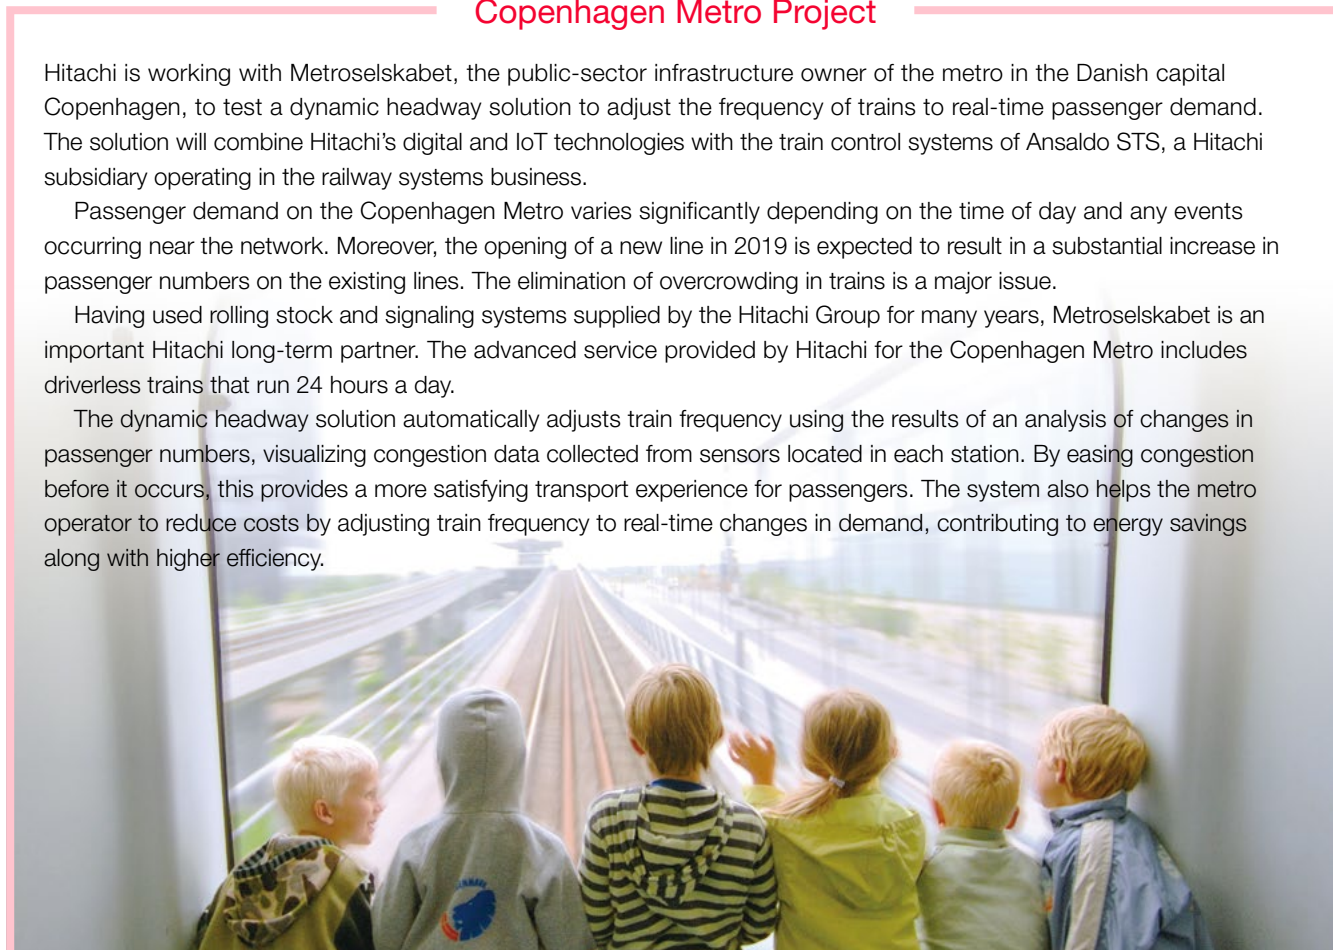 Copenhagen Metro Project
Hitachi is working with Metroselskabet, the public-sector infrastructure owner of the metro in the Danish capital
Copenhagen, to test a dynamic headway solution to adjust the frequency of trains to real-time passenger demand.
The solution will combine Hitachi’s digital and IoT technologies with the train control systems of Ansaldo STS, a Hitachi
subsidiary operating in the railway systems business.
Passenger demand on the Copenhagen Metro varies significantly depending on the time of day and any events
occurring near the network. Moreover, the opening of a new line in 2019 is expected to result in a substantial increase in
passenger numbers on the existing lines. The elimination of overcrowding in trains is a major issue.
Having used rolling stock and signaling systems supplied by the Hitachi Group for many years, Metroselskabet is an
important Hitachi long-term partner. The advanced service provided by Hitachi for the Copenhagen Metro includes
driverless trains that run 24 hours a day.
The dynamic headway solution automatically adjusts train frequency using the results of an analysis of changes in
passenger numbers, visualizing congestion data collected from sensors located in each station. By easing congestion
before it occurs, this provides a more satisfying transport experience for passengers. The system also helps the metro
operator to reduce costs by adjusting train frequency to real-time changes in demand, contributing to energy savings
along with higher efficiency.